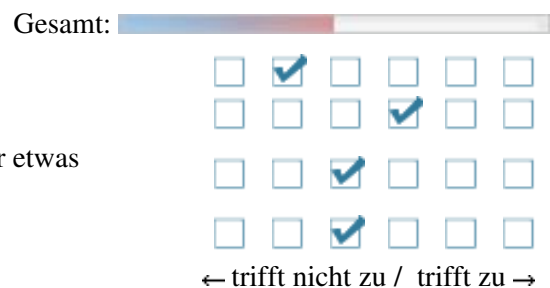 Gesamt:
r etwas
← trifft nicht zu / trifft zu →